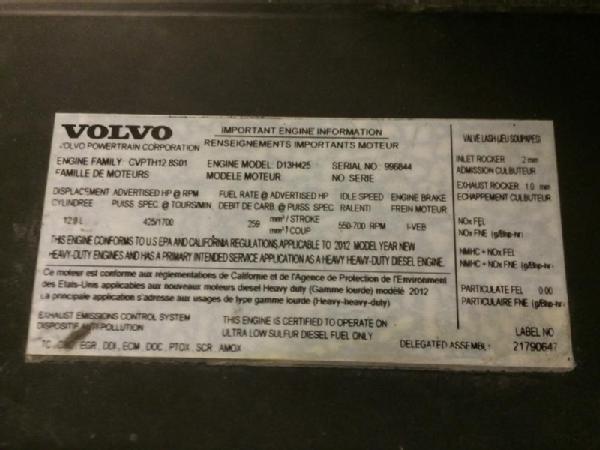 VOLVO
VOLVO POWERTRAIN CORPORATION
IMPORTANT ENGINE INFORMATION
RENSEIGNEMENTS IMPORTANTS MOTEUR
ENGINE FAMILY: CVPTH12.8S01
FAMILLE DE MOTEURS
ENGINE MODEL: D13H425
MODELE MOTEUR
SERIAL NO: 996844
NO SERIE
DISPLACEMENT ADVERTISED HP @ RPM FUEL RATE @ ADVERTISED HP IDLE SPEED ENGINE BRAKE
CYLINDREE PUISS SPEC @ TOURS/MIN DEBIT DE CARB. @ PUISS SPEC RALENTI FREIN MOTEUR
12.8 L 425/1700 259 mm³ / STROKE 550-700 RPM I-VEB
mm³ / COUP
THIS ENGINE CONFORMS TO U.S EPA AND CALIFORNIA REGULATIONS, APPLICABLE TO 2012 MODEL YEAR NEW
HEAVY-DUTY ENGINES AND HAS A PRIMARY INTENDED SERVICE APPLICATION AS A HEAVY HEAVY-DUTY DIESEL ENGINE.
Ce moteur est conforme aux réglementations de Californie et de l'Agence de Protection de l'Environment
des Etats-Unis applicables aux nouveaux moteurs diesel Heavy duty (Gamme lourde) modélé 2012
La principale application s'adresse aux usages de type gamme lourde (Heavy-heavy-duty)
EXHAUST EMISSIONS CONTROL SYSTEM
DISPOSITIF ANTIPOLLUTION
TC, EGR, DDI, ECM, DOC, PTOX, SCR, AMOX
THIS ENGINE IS CERTIFIED TO OPERATE ON
ULTRA LOW SULFUR DIESEL FUEL ONLY
DELEGATED ASSEMBLY
VALVE LASH (JEU SOUPAPES)
INLET ROCKER .2 mm
ADMISSION CULBUTEUR
EXHAUST ROCKER 1.0 mm
ECHAPPEMENT CULBUTEUR
NOx FEL
NOx FNE (g/Bhp-hr)
NMHC + NOx FEL
NMHC + NOx FNE (g/Bhp-hr)
PARTICULATE FEL 0.00
PARTICULAIRE FNE (g/Bhp-hr)
LABEL NO
21790647